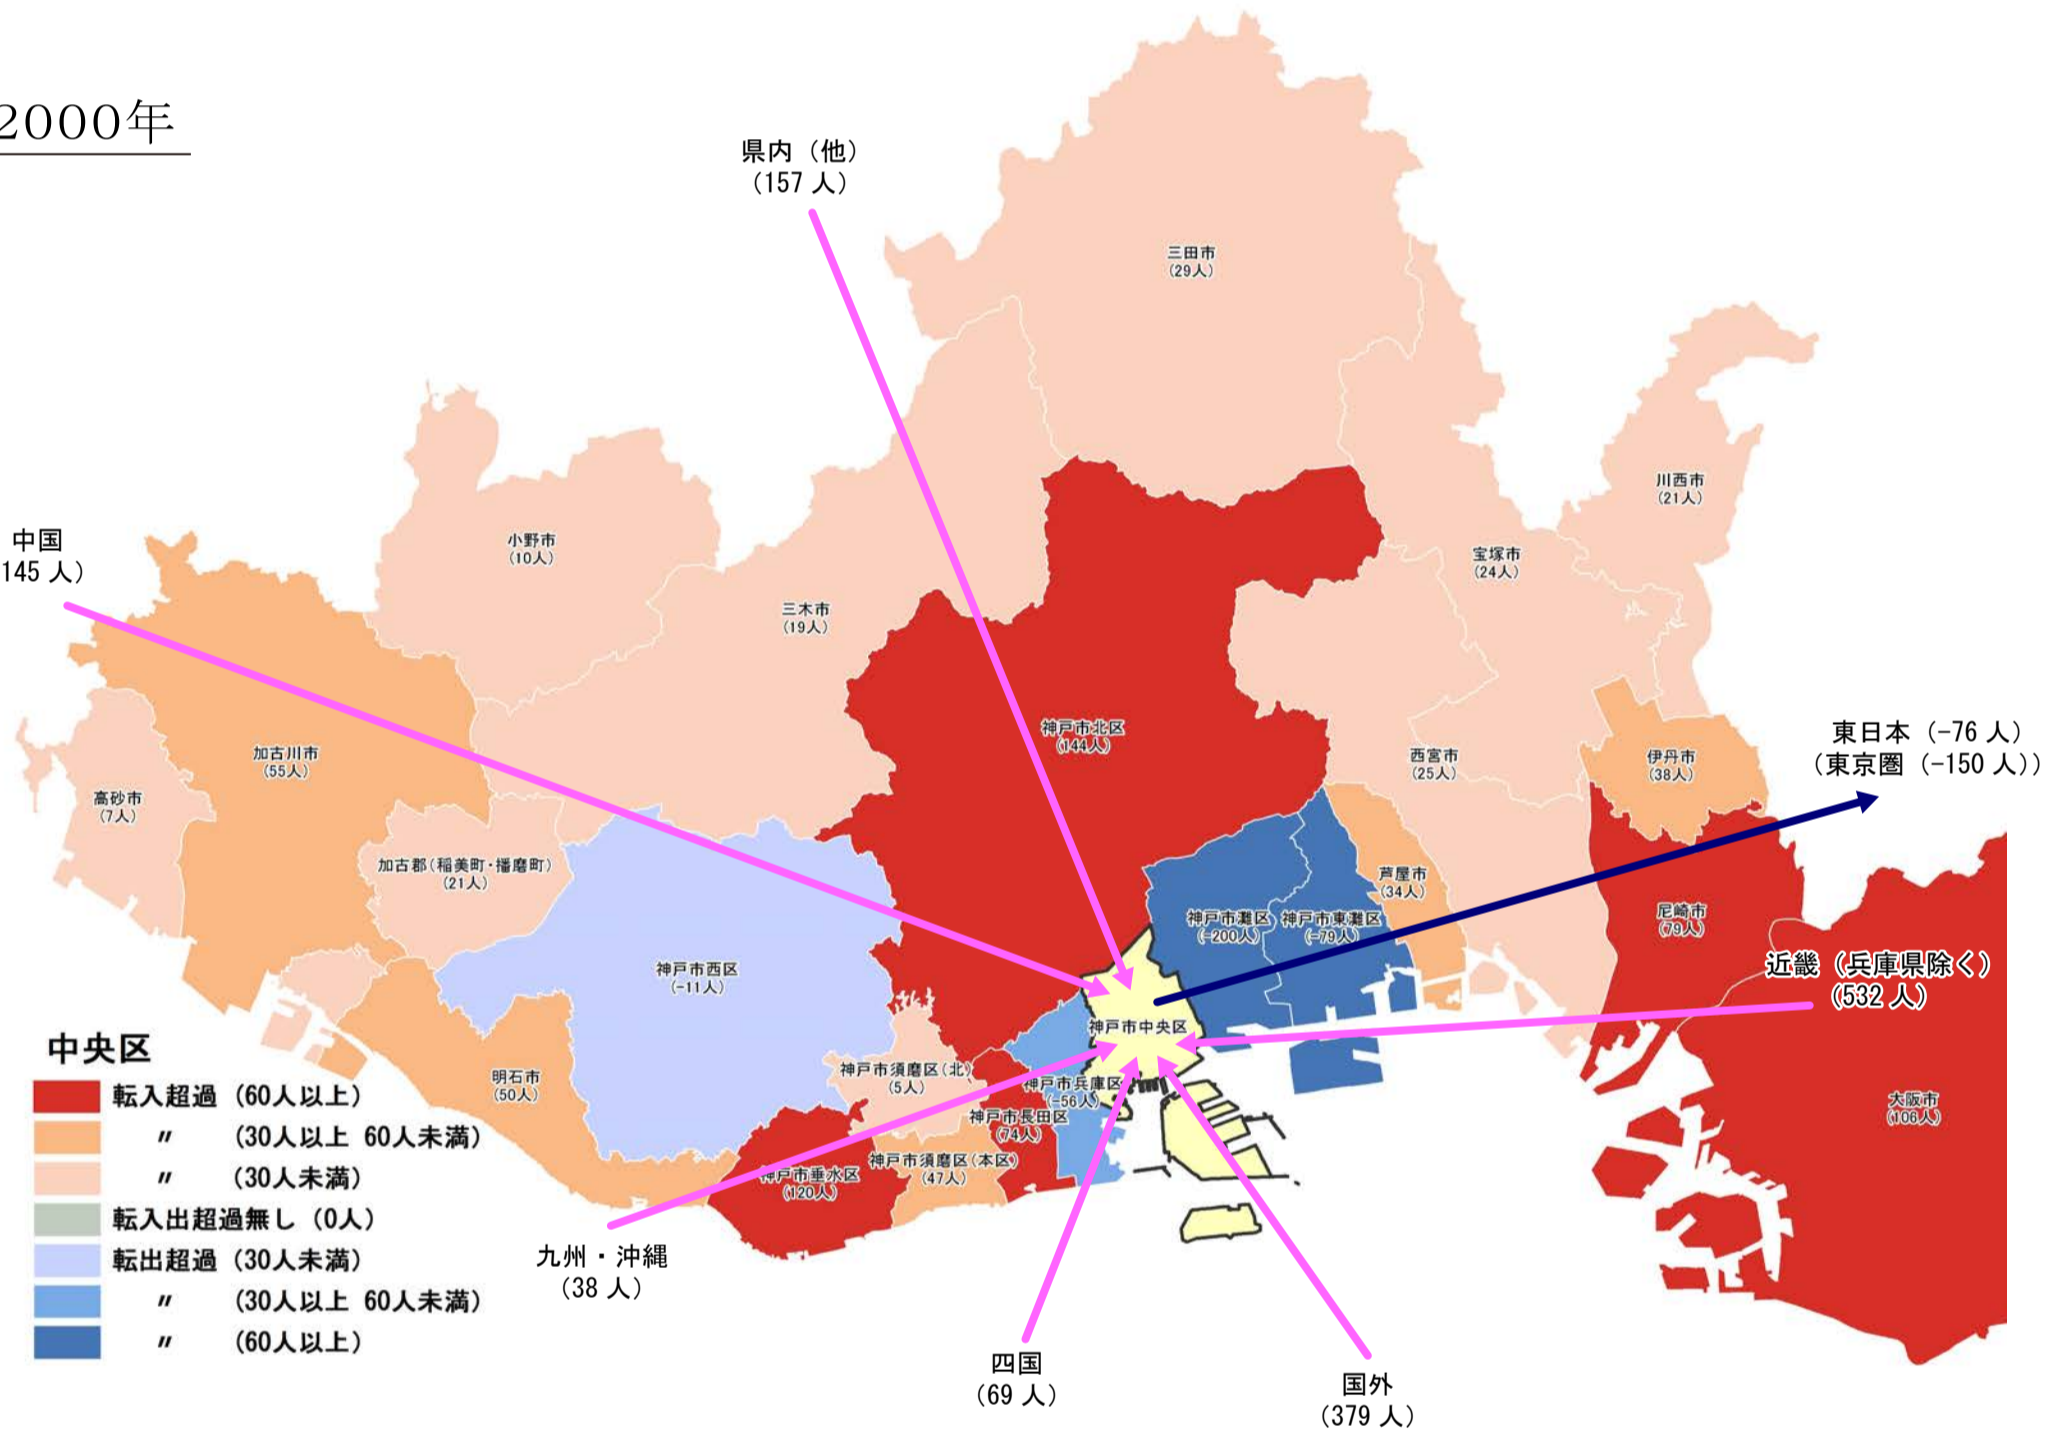 2000年
県内（他）
（157 人）
三田市
(29人)
川西市
(21人)
中国
145 人）
小野市
(10人)
宝塚市
(24人)
三木市
(19人)
神戸市北区
(144人)
西宮市
(25人)
伊丹市
(38人)
東日本（-76 人）
（東京圏（-150 人））
加古川市
(55人)
高砂市
(7人)
加古郡(稲美町・播磨町)
(21人)
芦屋市
(34人)
神戸市灘区
(-200人)
神戸市東灘区
(-79人)
尼崎市
(79人)
近畿（兵庫県除く）
（532 人）
神戸市西区
(-11人)
神戸市中央区
神戸市須磨区(北)
(5人)
神戸市兵庫区
(-56人)
明石市
(50人)
神戸市長田区
(74人)
大阪市
(106人)
神戸市垂水区
(120人)
神戸市須磨区(本区)
(47人)
中央区
転入超過（60人以上）
〃 （30人以上 60人未満）
〃 （30人未満）
転入出超過無し（0人）
転出超過（30人未満）
〃 （30人以上 60人未満）
〃 （60人以上）
九州・沖縄
（38 人）
四国
（69 人）
国外
（379 人）